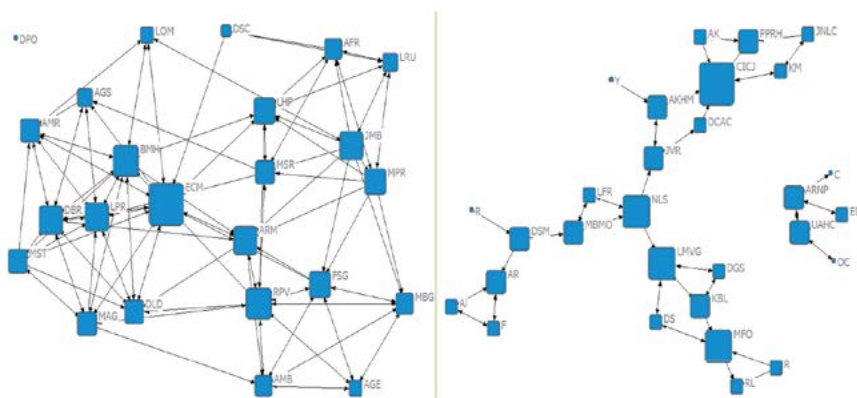 DPO
LOM
DSC
AFR
LRU
AGS
AMR
LHP
BMH
JMB
MSR
MPR
ECM
DBR
LPR
ARM
MST
FSG
RPV
MBG
MAG
DLD
AMB
AGE
AK
PPRH
JNLC
CICJ
KM
Y
AKHM
DCAC
JVR
C
LFR
NLS
ARNP
R
DSM
MBMO
UAHC
OC
LMVG
DGS
AR
KBL
AI
F
DS
MFO
R
RL